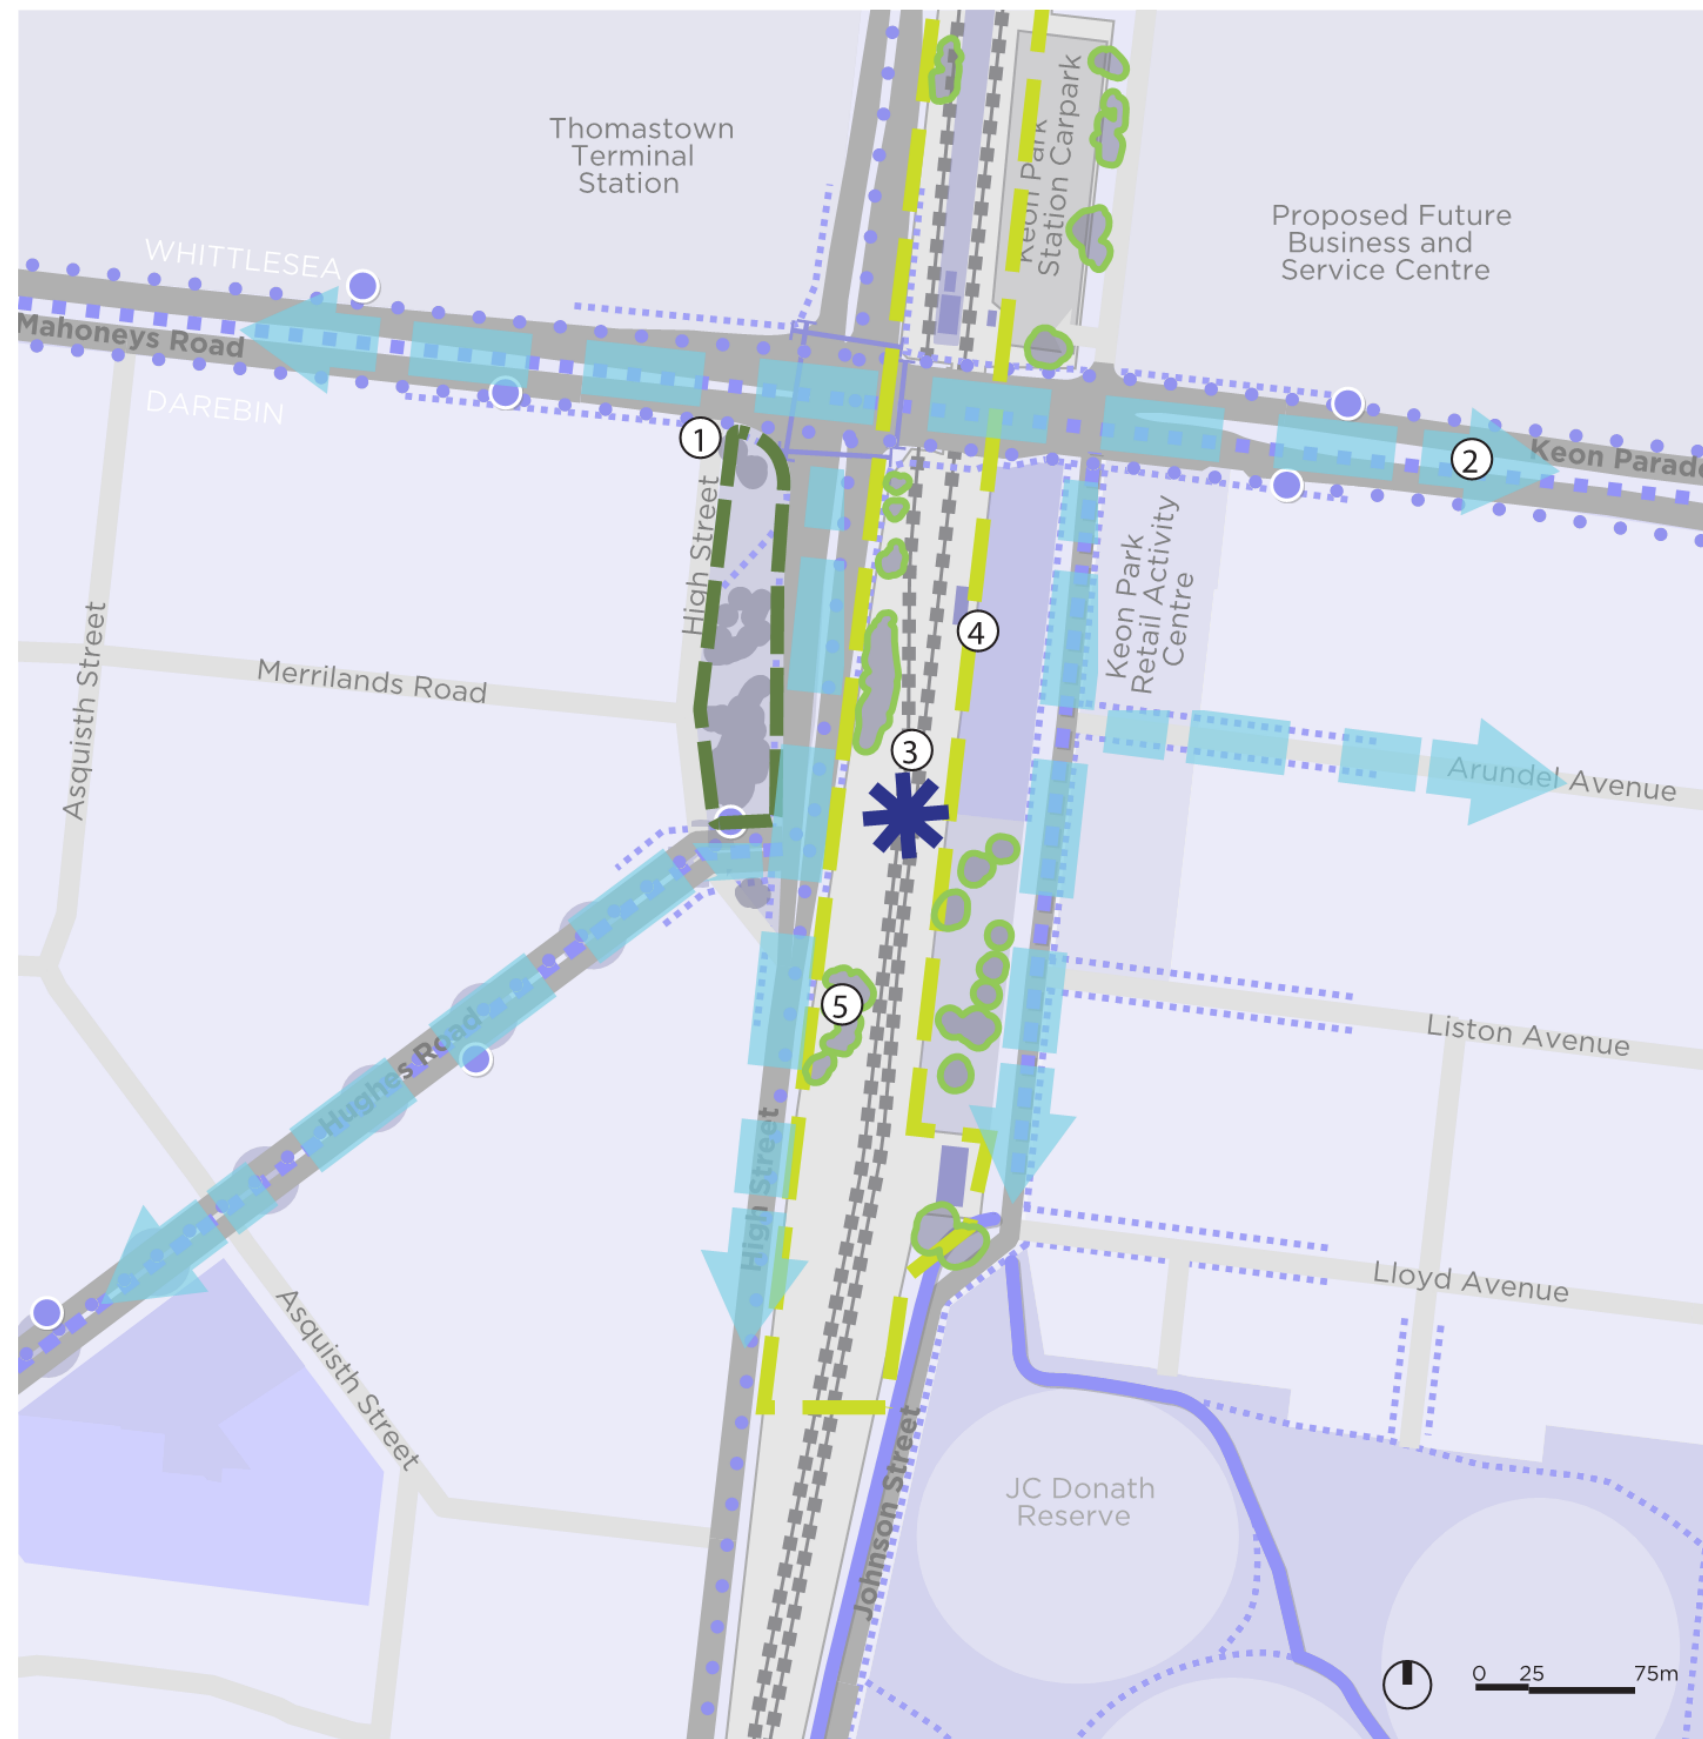 Thomastown
Terminal
Station
Keon Park
Station Carpark
Proposed Future
Business and
Service Centre
WHITTLESEA
Mahoneys Road
DAREBIN
1
2
Keon Parade
High Street
Keon Park
Retail Activity
Centre
Asquisth Street
Merrilands Road
4
3
Arundel Avenue
5
Liston Avenue
Hughes Road
High Street
Lloyd Avenue
Asquisth Street
Johnson Street
JC Donath
Reserve
0 25 75m